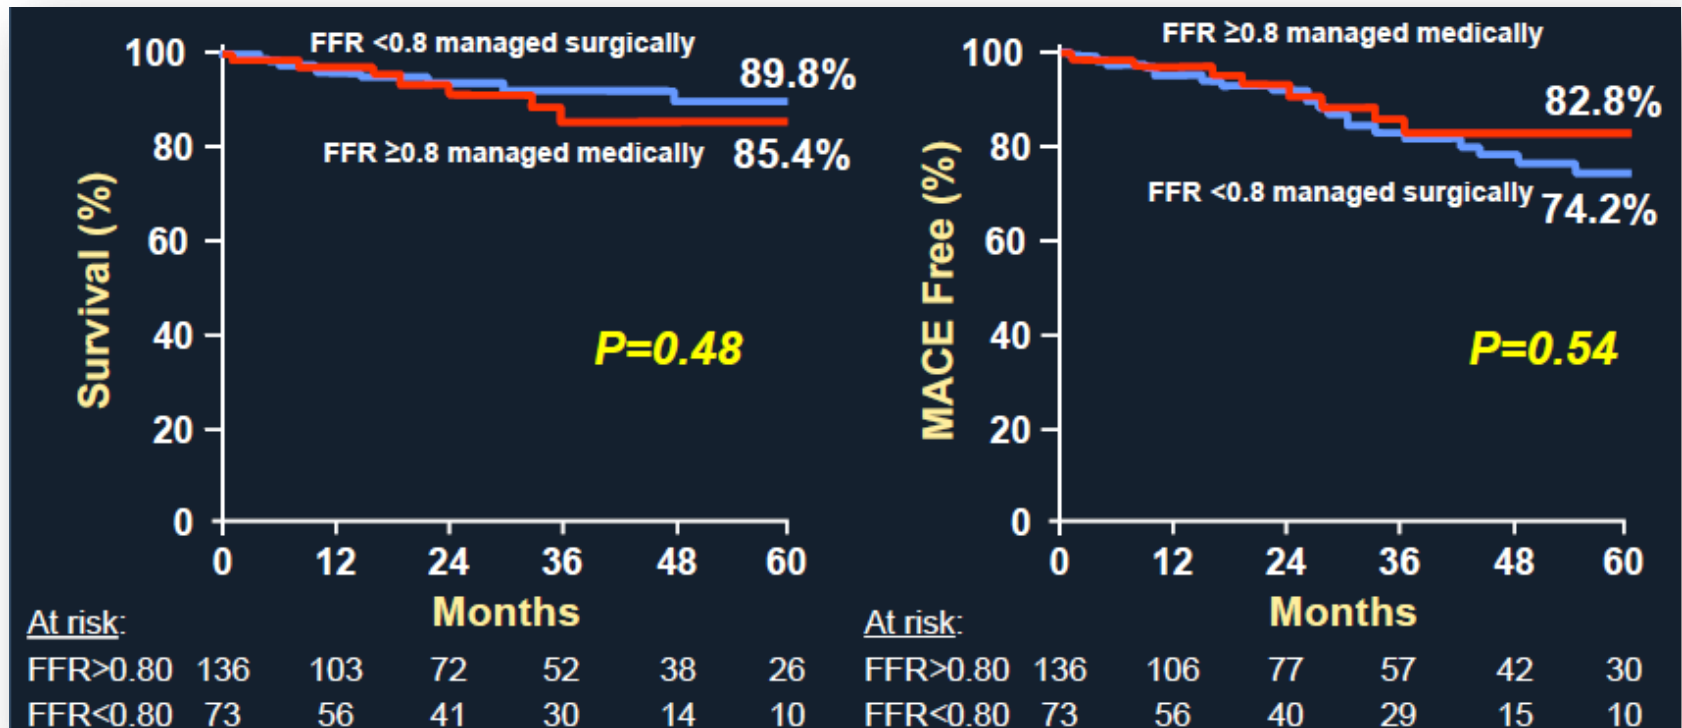 FFR <0.8 managed surgically
100
89.8%
80
FFR ≥0.8 managed medically
85.4%
Survival (%)
60
40
P=0.48
20
0
0 12 24 36 48 60
Months
At risk:
FFR>0.80 136 103 72 52 38 26
FFR<0.80 73 56 41 30 14 10
FFR ≥0.8 managed medically
100
82.8%
80
FFR <0.8 managed surgically
74.2%
MACE Free (%)
60
40
P=0.54
20
0
0 12 24 36 48 60
Months
At risk:
FFR>0.80 136 106 77 57 42 30
FFR<0.80 73 56 40 29 15 10